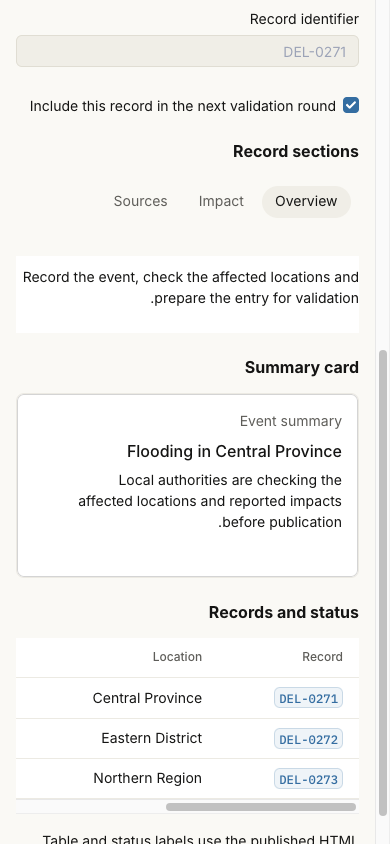 Record identifier
DEL-0271
Include this record in the next validation round
Record sections
Overview Impact Sources
Record the event, check the affected locations and
.prepare the entry for validation
Summary card
Event summary
Flooding in Central Province
Local authorities are checking the
affected locations and reported impacts
.before publication
Records and status
Record Location
DEL-0271 Central Province
DEL-0272 Eastern District
DEL-0273 Northern Region
Table and status labels use the published HTML